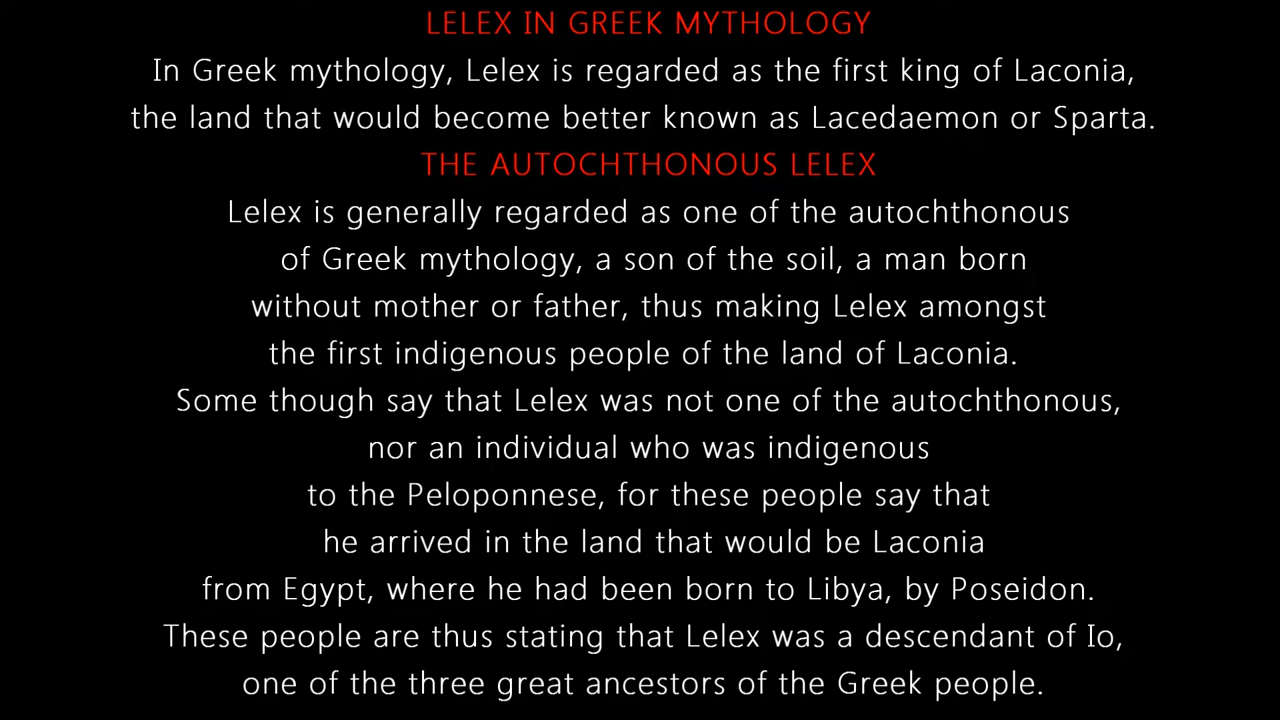 LELEX IN GREEK MYTHOLOGY
In Greek mythology, Lelex is regarded as the first king of Laconia,
the land that would become better known as Lacedaemon or Sparta.
THE AUTOCHTHONOUS LELEX
Lelex is generally regarded as one of the autochthonous
of Greek mythology, a son of the soil, a man born
without mother or father, thus making Lelex amongst
the first indigenous people of the land of Laconia.
Some though say that Lelex was not one of the autochthonous,
nor an individual who was indigenous
to the Peloponnese, for these people say that
he arrived in the land that would be Laconia
from Egypt, where he had been born to Libya, by Poseidon.
These people are thus stating that Lelex was a descendant of Io,
one of the three great ancestors of the Greek people.